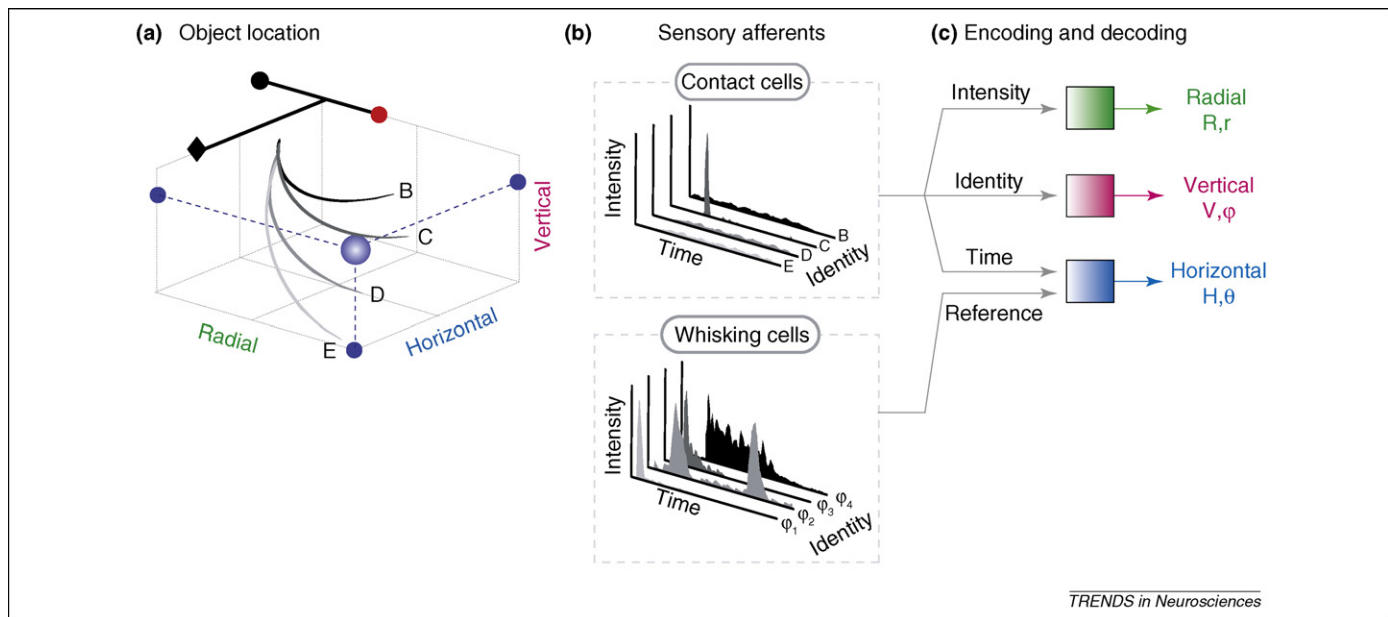 (a) Object location
B
C
D
E
Radial
Horizontal
Vertical
(b) Sensory afferents
Contact cells
Intensity
Time
Identity
B
C
D
E
Whisking cells
Intensity
Time
Identity
φ1
φ2
φ3
φ4
(c) Encoding and decoding
Intensity
Radial
R,r
Identity
Vertical
V,φ
Time
Reference
Horizontal
H,θ
TRENDS in Neurosciences